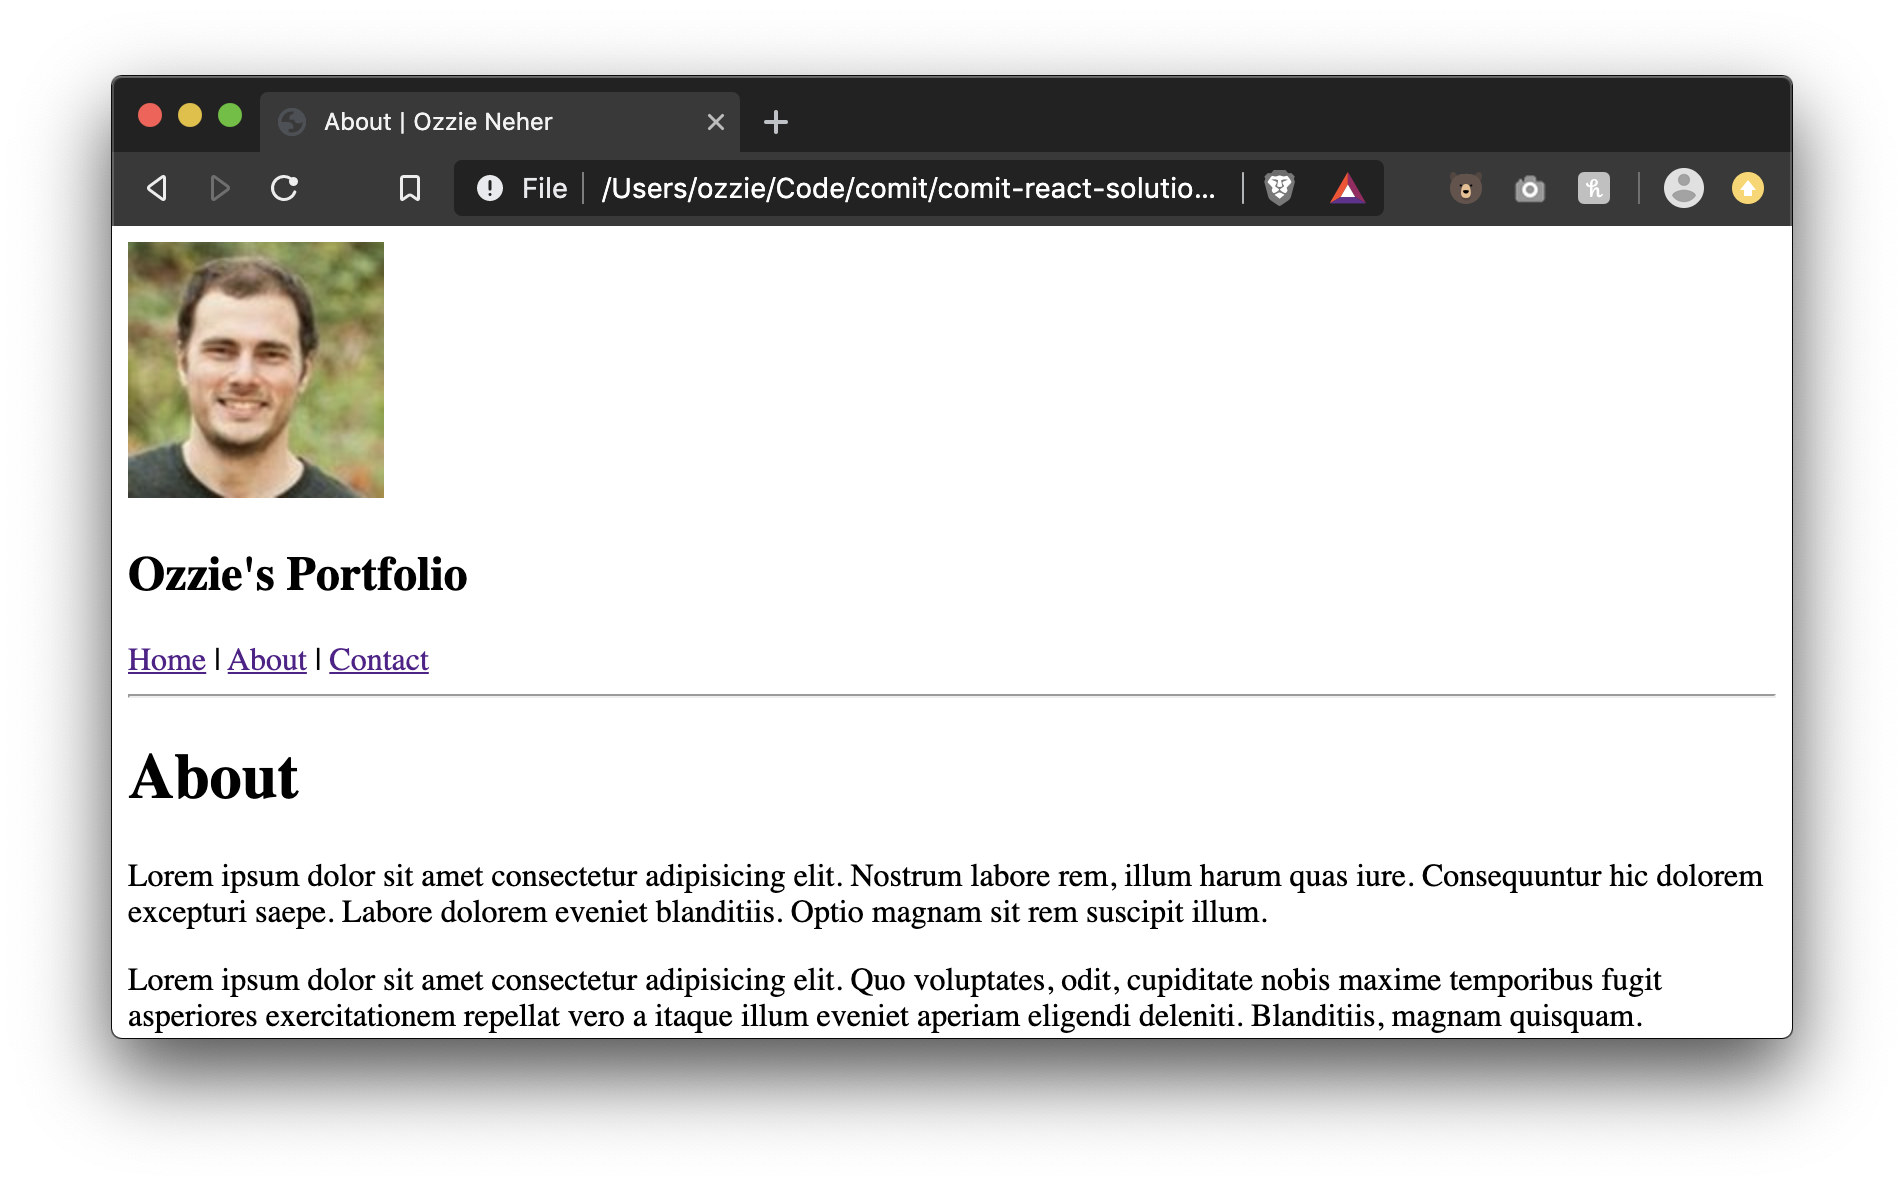 About | Ozzie Neher
File | /Users/ozzie/Code/comit/comit-react-solutio...
Ozzie's Portfolio
Home | About | Contact
About
Lorem ipsum dolor sit amet consectetur adipisicing elit. Nostrum labore rem, illum harum quas iure. Consequuntur hic dolorem
excepturi saepe. Labore dolorem eveniet blanditiis. Optio magnam sit rem suscipit illum.
Lorem ipsum dolor sit amet consectetur adipisicing elit. Quo voluptates, odit, cupiditate nobis maxime temporibus fugit
asperiores exercitationem repellat vero a itaque illum eveniet aperiam eligendi deleniti. Blanditiis, magnam quisquam.